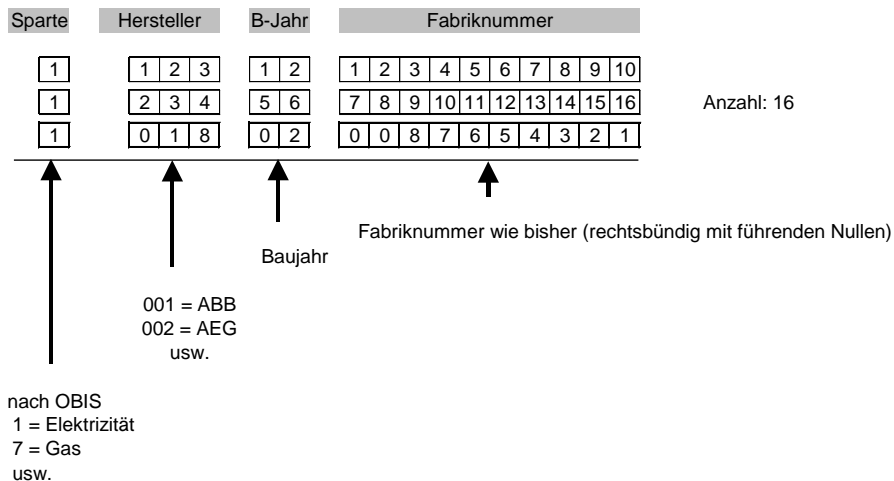 Sparte Hersteller B-Jahr Fabriknummer
1 1 2 3 1 2 1 2 3 4 5 6 7 8 9 10
1 2 3 4 5 6 7 8 9 10 11 12 13 14 15 16 Anzahl: 16
1 0 1 8 0 2 0 0 8 7 6 5 4 3 2 1
Fabriknummer wie bisher (rechtsbündig mit führenden Nullen)
Baujahr
001 = ABB
002 = AEG
usw.
nach OBIS
1 = Elektrizität
7 = Gas
usw.